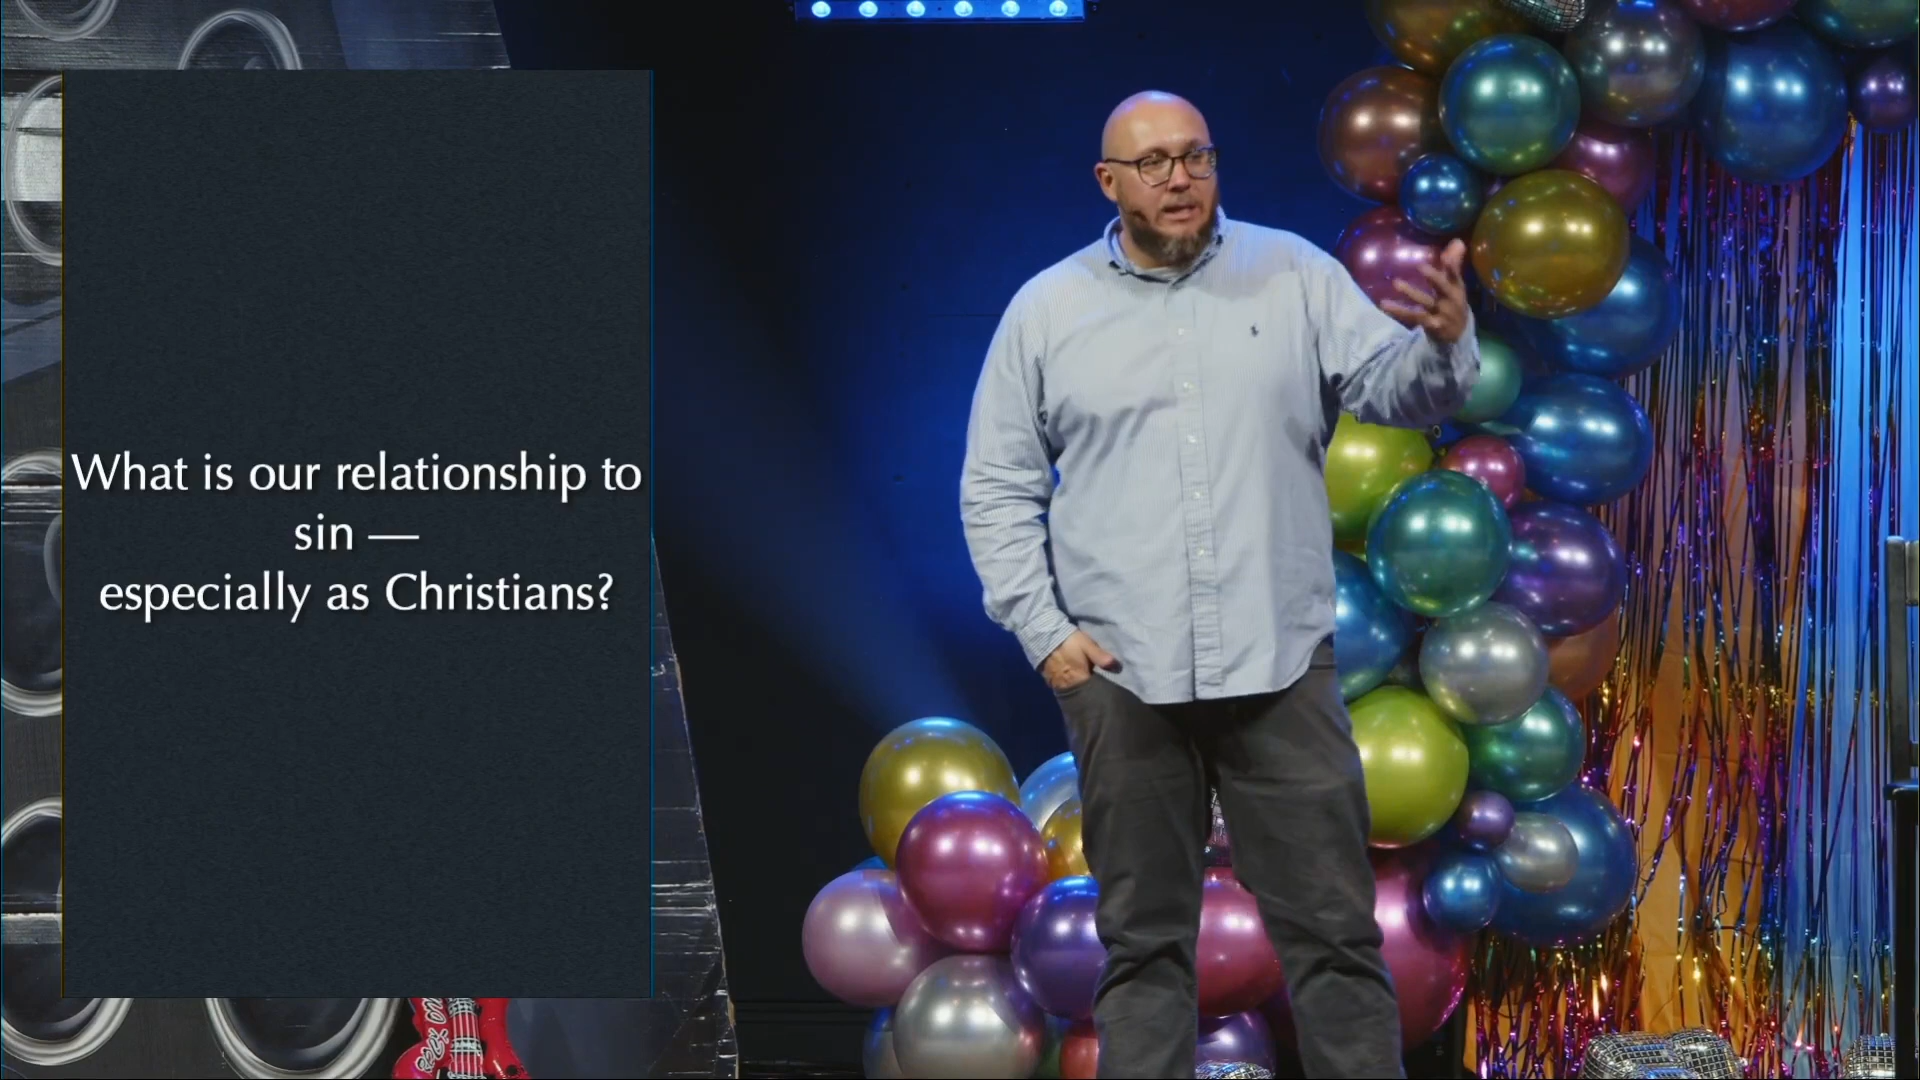 What is our relationship to
sin —
especially as Christians?